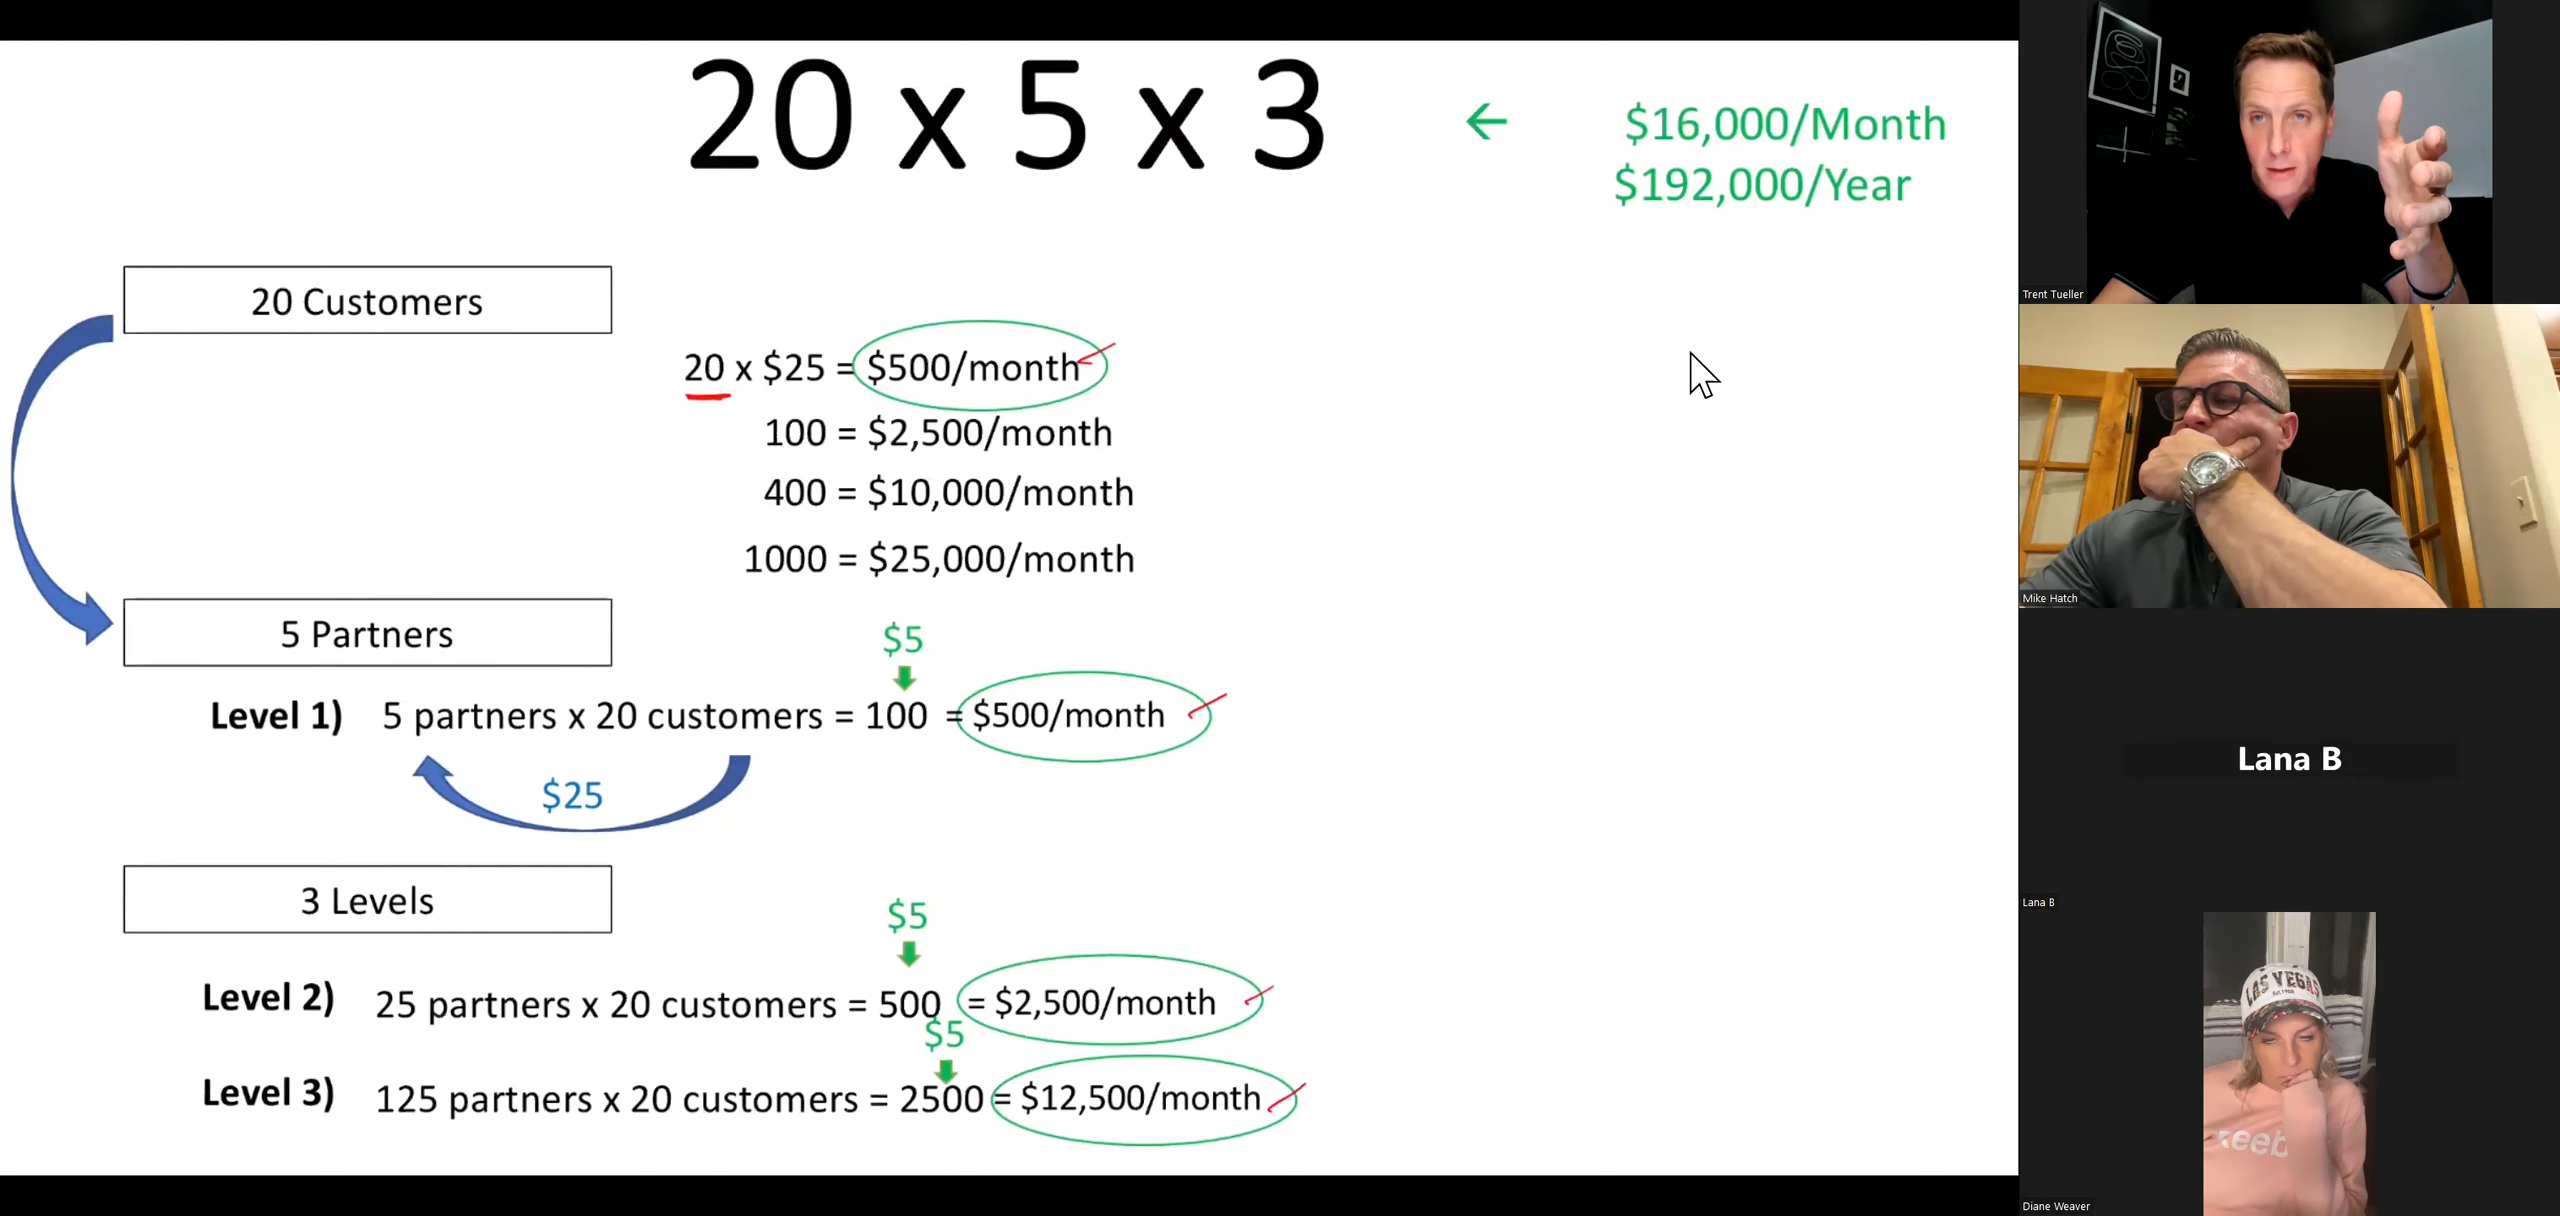 20 x 5 x 3
←
$16,000/Month
$192,000/Year
20 Customers
20 x $25 = $500/month
100 = $2,500/month
400 = $10,000/month
1000 = $25,000/month
5 Partners
$5
Level 1) 5 partners x 20 customers = 100 = $500/month
$25
3 Levels
$5
Level 2) 25 partners x 20 customers = 500 = $2,500/month
$5
Level 3) 125 partners x 20 customers = 2500 = $12,500/month
Trent Tueller
Mike Hatch
Lana B
Lana B
LAS VEGAS
Reeb
Diane Weaver